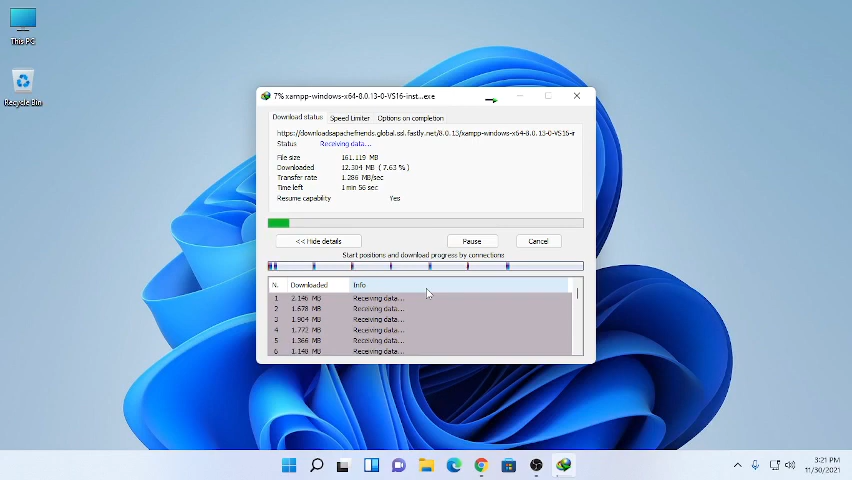 This PC
Recycle Bin
7% xampp-windows-x64-8.0.13-0-VS16-inst...exe
Download status Speed Limiter Options on completion
https://downloadsapachefriends.global.ssl.fastly.net/8.0.13/xampp-windows-x64-8.0.13-0-VS16-ir
Status Receiving data...
File size 161.119 MB
Downloaded 12.304 MB ( 7.63 % )
Transfer rate 1.286 MB/sec
Time left 1 min 56 sec
Resume capability Yes
<< Hide details Pause Cancel
Start positions and download progress by connections
N. Downloaded Info
1 2.146 MB Receiving data...
2 1.678 MB Receiving data...
3 1.904 MB Receiving data...
4 1.772 MB Receiving data...
5 1.366 MB Receiving data...
6 1.148 MB Receiving data...
3:21 PM
11/30/2021